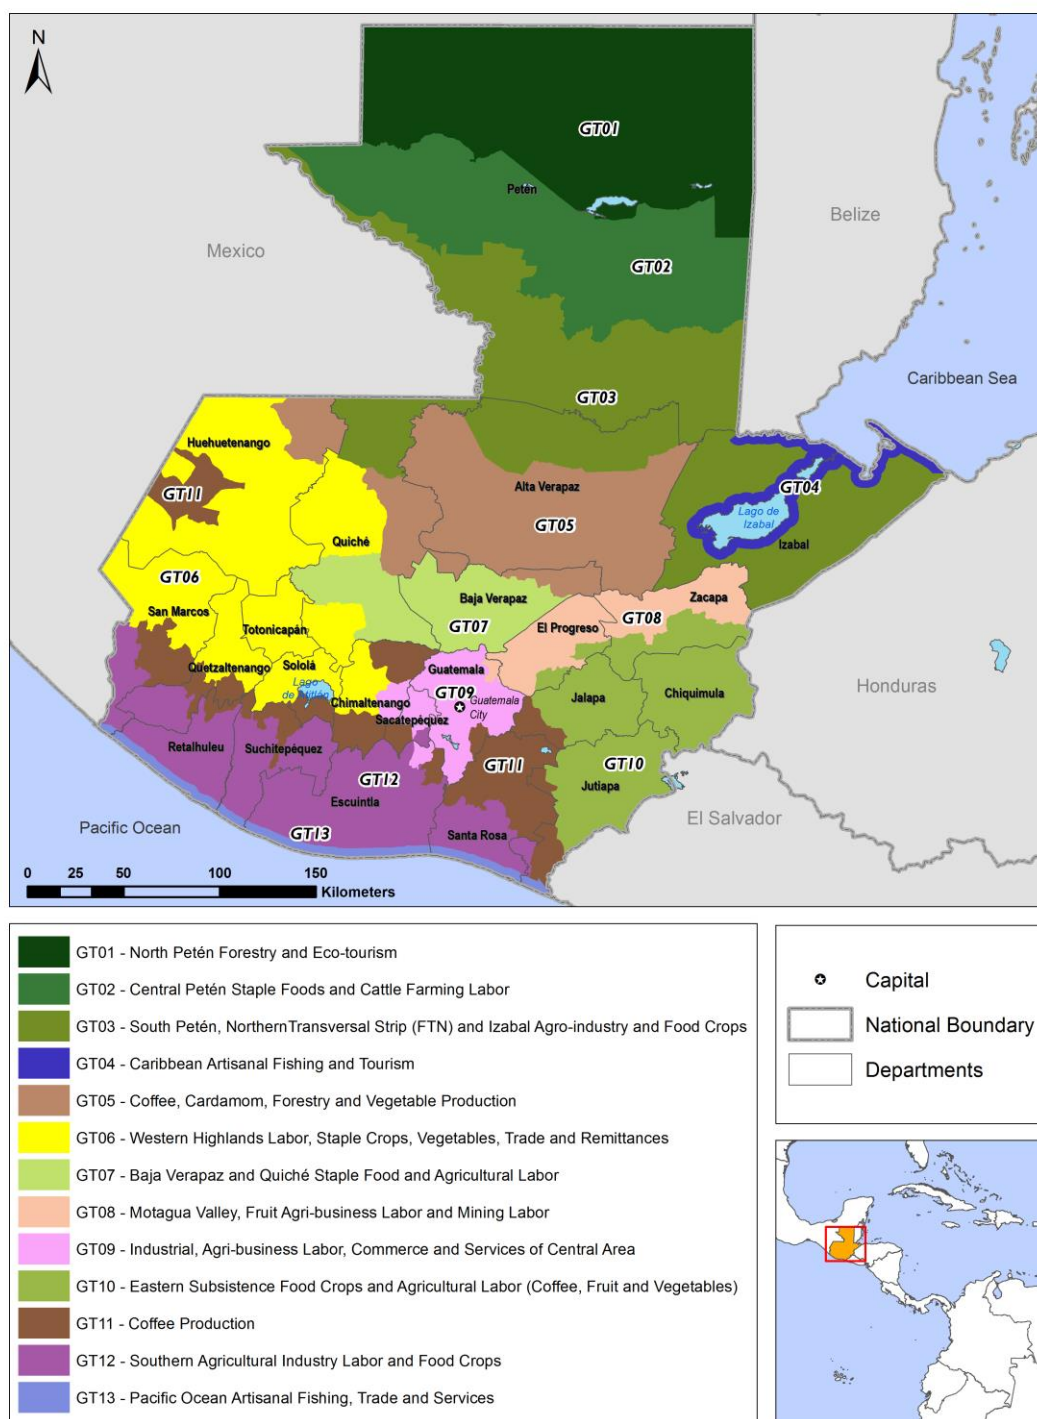 N
GT01
Petén
Belize
Mexico
GT02
Caribbean Sea
GT03
Huehuetenango
GT11
Alta Verapaz
GT04
Lago de
Izabal
GT05
Quiché
Izabal
GT06
Baja Verapaz
Zacapa
San Marcos
GT08
El Progreso
Totonicapán
GT07
Quetzaltenango
Sololá
Guatemala
Lago
de Atitlán
GT09
Honduras
Chimaltenango
Guatemala
City
Jalapa
Chiquimula
Sacatepéquez
Retalhuleu
Suchitepéquez
GT11
GT10
GT12
Jutiapa
Escuintla
El Salvador
Pacific Ocean
GT13
Santa Rosa
0 25 50 100 150
Kilometers
GT01 - North Petén Forestry and Eco-tourism
GT02 - Central Petén Staple Foods and Cattle Farming Labor
GT03 - South Petén, NorthernTransversal Strip (FTN) and Izabal Agro-industry and Food Crops
GT04 - Caribbean Artisanal Fishing and Tourism
GT05 - Coffee, Cardamom, Forestry and Vegetable Production
GT06 - Western Highlands Labor, Staple Crops, Vegetables, Trade and Remittances
GT07 - Baja Verapaz and Quiché Staple Food and Agricultural Labor
GT08 - Motagua Valley, Fruit Agri-business Labor and Mining Labor
GT09 - Industrial, Agri-business Labor, Commerce and Services of Central Area
GT10 - Eastern Subsistence Food Crops and Agricultural Labor (Coffee, Fruit and Vegetables)
GT11 - Coffee Production
GT12 - Southern Agricultural Industry Labor and Food Crops
GT13 - Pacific Ocean Artisanal Fishing, Trade and Services
Capital
National Boundary
Departments